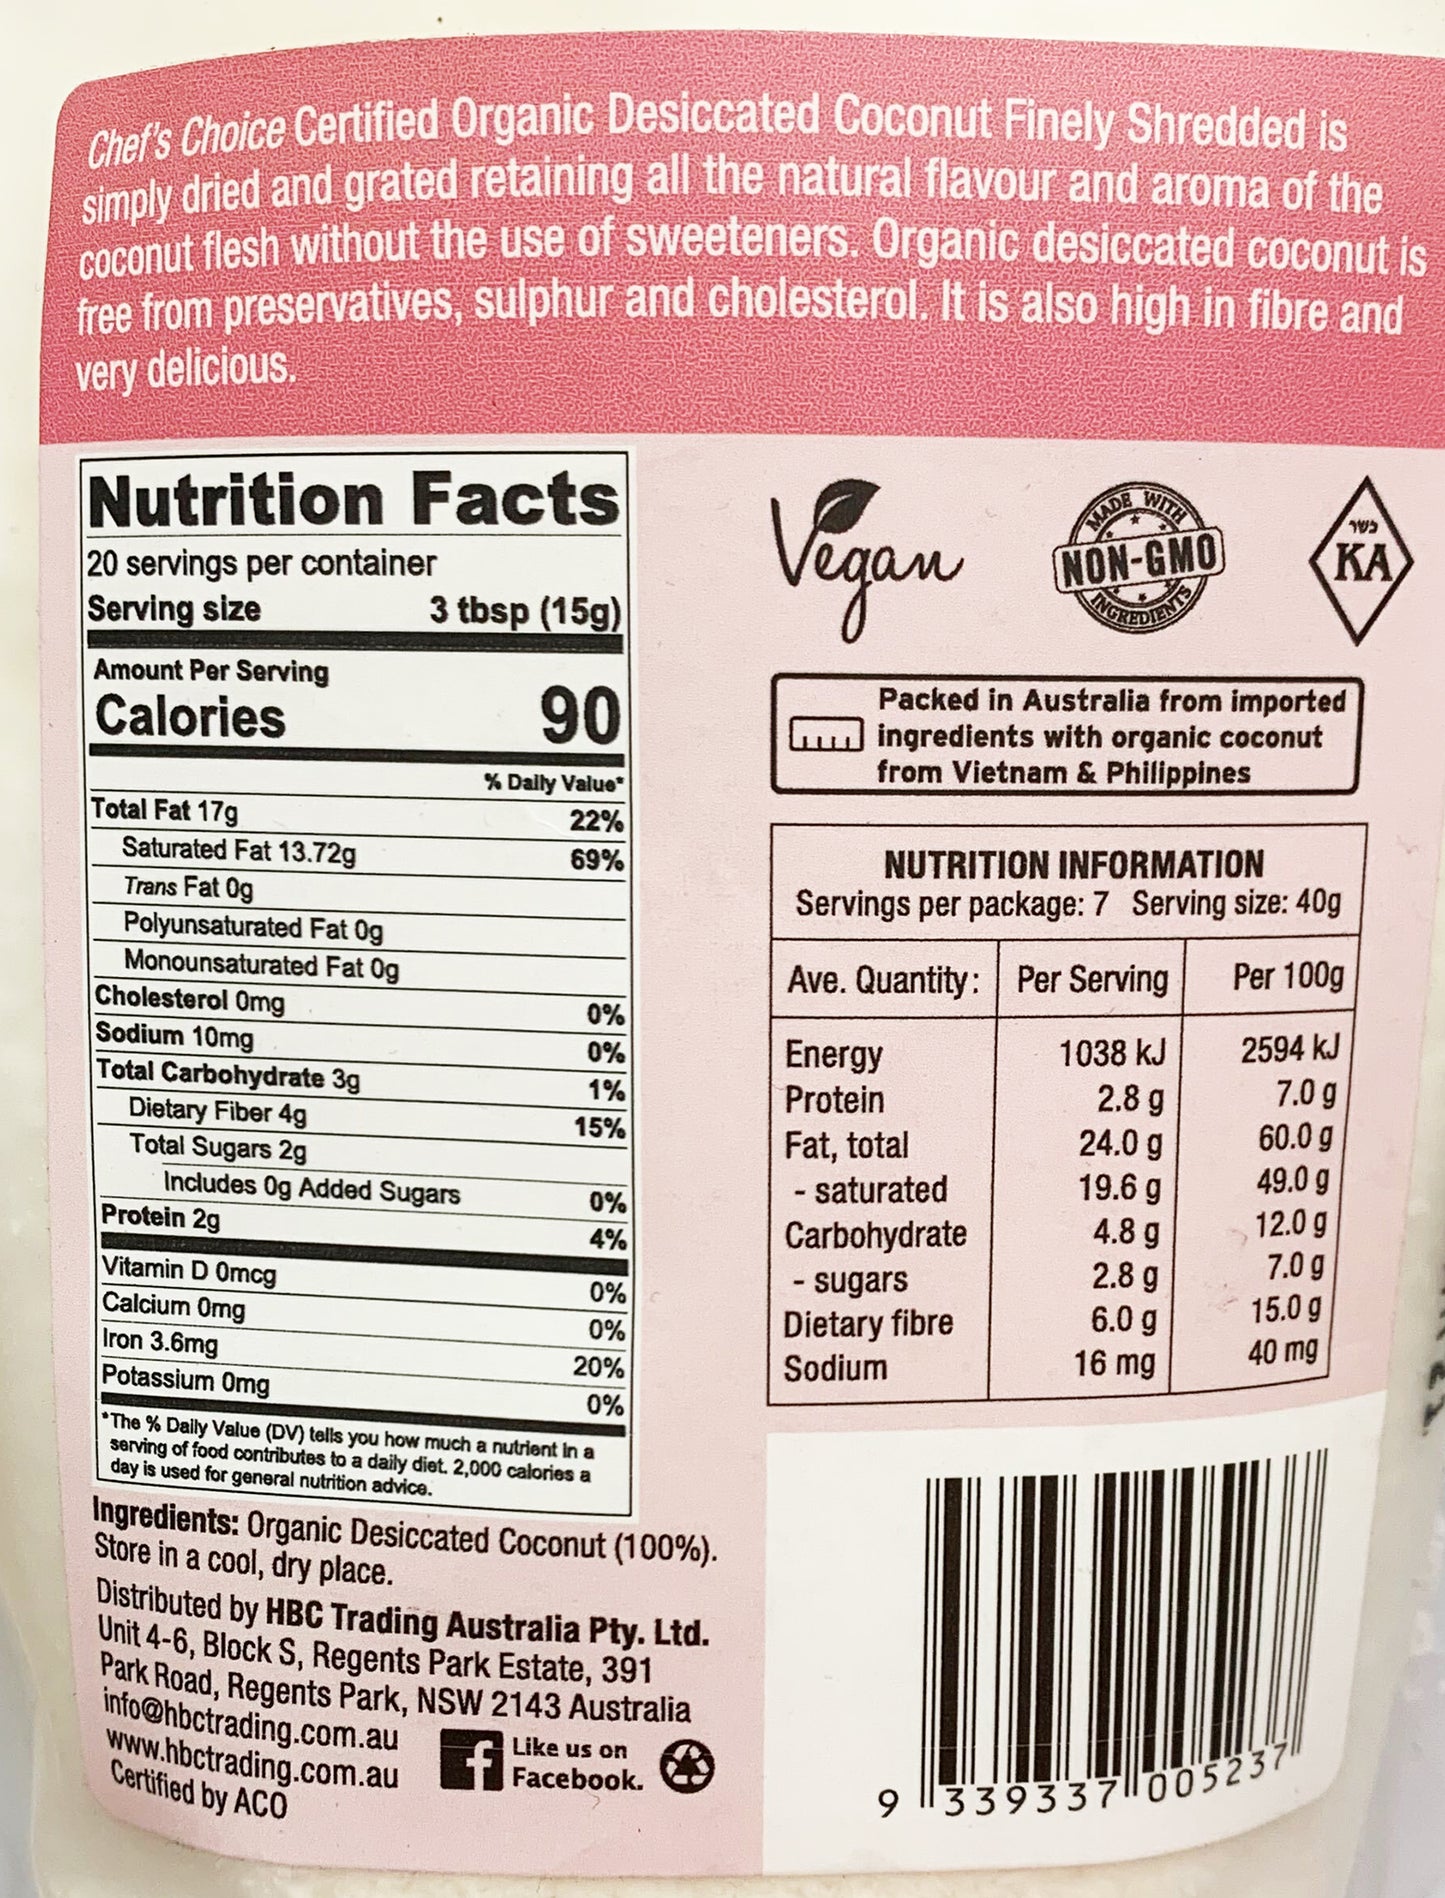 Chef's Choice Certified Organic Desiccated Coconut Finely Shredded is
simply dried and grated retaining all the natural flavour and aroma of the
coconut flesh without the use of sweeteners. Organic desiccated coconut is
free from preservatives, sulphur and cholesterol. It is also high in fibre and
very delicious.
Nutrition Facts
20 servings per container
Serving size 3 tbsp (15g)
Amount Per Serving
Calories 90
% Daily Value*
Total Fat 17g 22%
Saturated Fat 13.72g 69%
Trans Fat 0g
Polyunsaturated Fat 0g
Monounsaturated Fat 0g
Cholesterol 0mg 0%
Sodium 10mg 0%
Total Carbohydrate 3g 1%
Dietary Fiber 4g 15%
Total Sugars 2g
Includes 0g Added Sugars 0%
Protein 2g 4%
Vitamin D 0mcg 0%
Calcium 0mg 0%
Iron 3.6mg 20%
Potassium 0mg 0%
*The % Daily Value (DV) tells you how much a nutrient in a
serving of food contributes to a daily diet. 2,000 calories a
day is used for general nutrition advice.
Ingredients: Organic Desiccated Coconut (100%).
Store in a cool, dry place.
Distributed by HBC Trading Australia Pty. Ltd.
Unit 4-6, Block S, Regents Park Estate, 391
Park Road, Regents Park, NSW 2143 Australia
info@hbctrading.com.au
www.hbctrading.com.au
Certified by ACO
f
Like us on
Facebook.
Vegan
MADE WITH
NON-GMO
INGREDIENTS
כשר
KA
Packed in Australia from imported
ingredients with organic coconut
from Vietnam & Philippines
NUTRITION INFORMATION
Servings per package: 7 Serving size: 40g
Ave. Quantity: Per Serving Per 100g
Energy 1038 kJ 2594 kJ
Protein 2.8 g 7.0 g
Fat, total 24.0 g 60.0 g
- saturated 19.6 g 49.0 g
Carbohydrate 4.8 g 12.0 g
- sugars 2.8 g 7.0 g
Dietary fibre 6.0 g 15.0 g
Sodium 16 mg 40 mg
9 339337 005237